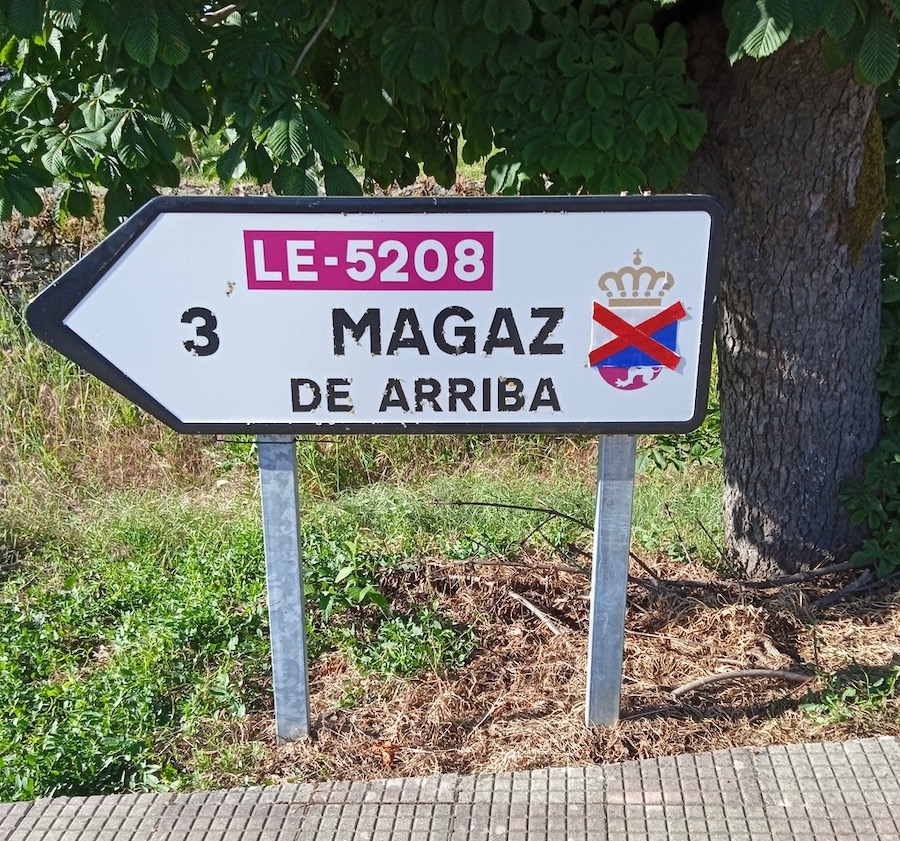 LE-5208
3 MAGAZ
DE ARRIBA